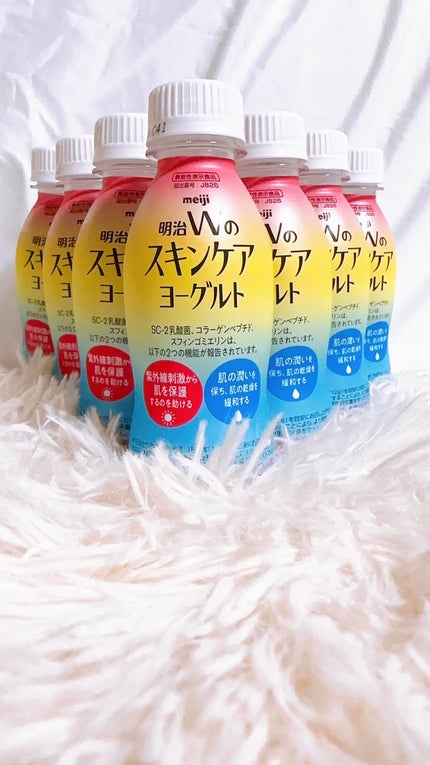 機能性表示食品
届出番号：J826
meiji
明治Wの
スキンケア
ヨーグルト
SC-2乳酸菌、コラーゲンペプチド、
スフィンゴミエリンは、
以下の2つの機能が報告されています。
紫外線刺激から
肌を保護
するのを助ける
肌の潤いを
保ち、肌の乾燥を
緩和する